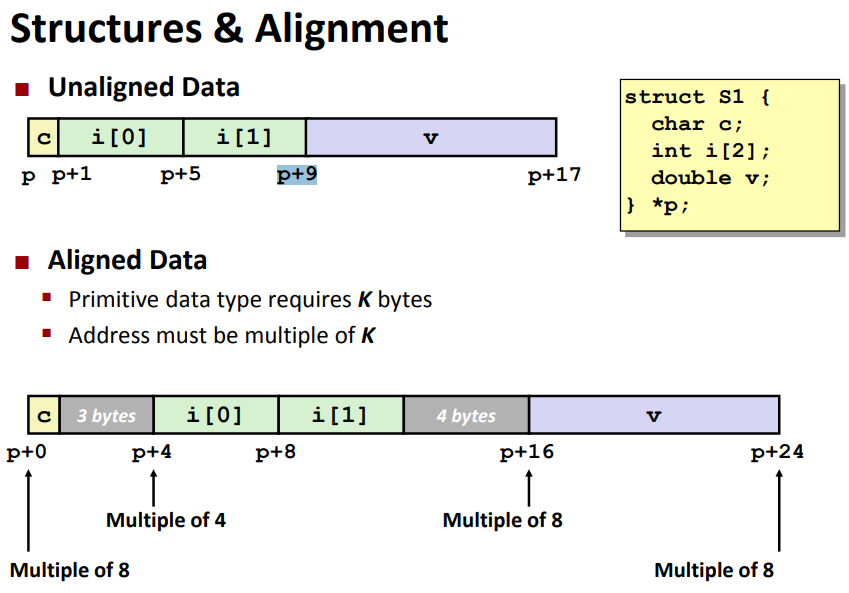 Structures & Alignment
Unaligned Data
c i[0] i[1] v
p p+1 p+5 p+9 p+17
struct S1 {
char c;
int i[2];
double v;
} *p;
Aligned Data
Primitive data type requires K bytes
Address must be multiple of K
c 3 bytes i[0] i[1] 4 bytes v
p+0 p+4 p+8 p+16 p+24
Multiple of 4 Multiple of 8
Multiple of 8 Multiple of 8